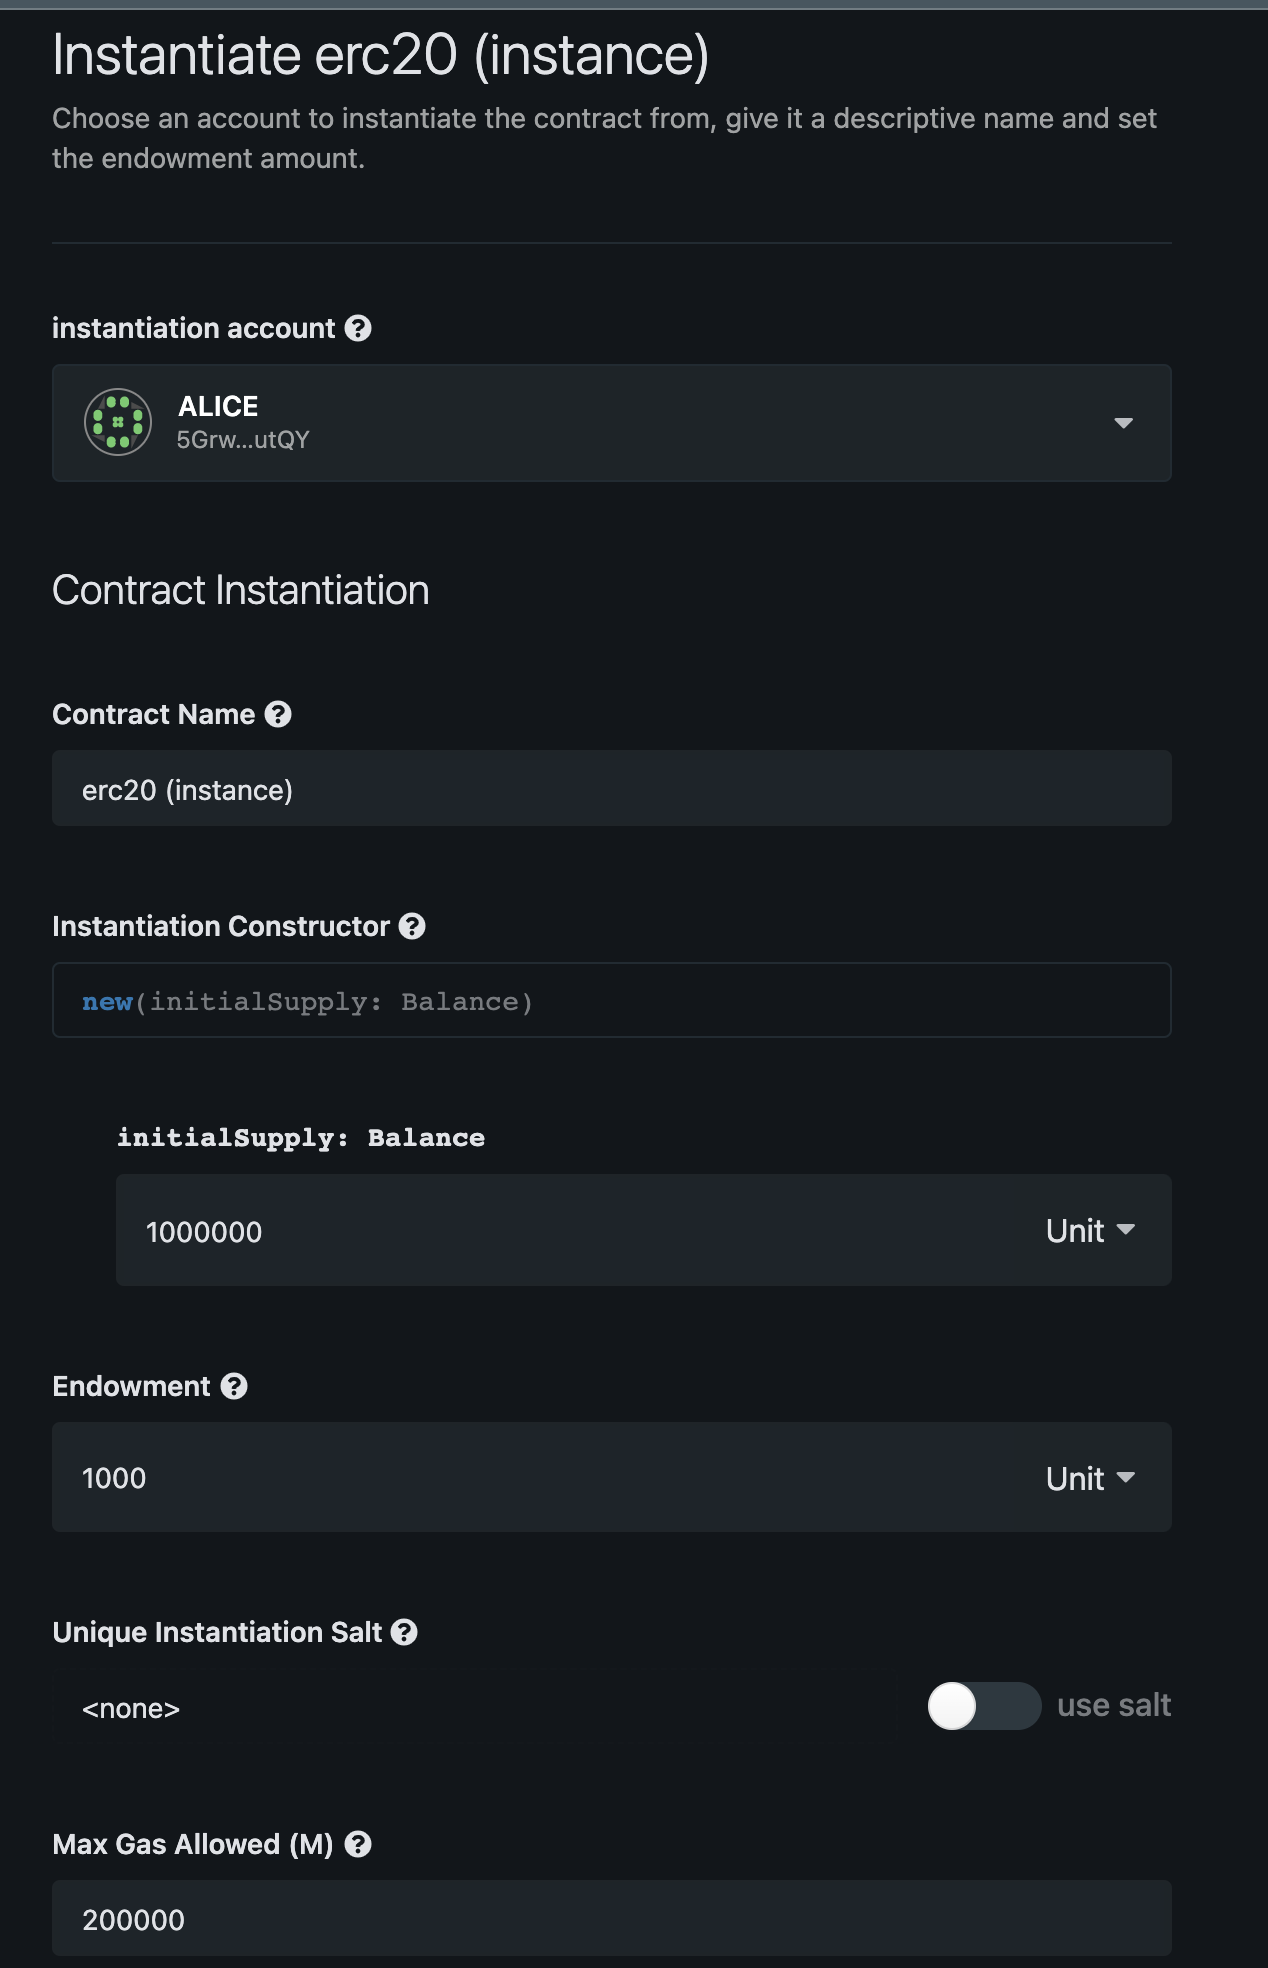 Instantiate erc20 (instance)
Choose an account to instantiate the contract from, give it a descriptive name and set
the endowment amount.
instantiation account
ALICE
5Grw...utQY
Contract Instantiation
Contract Name
erc20 (instance)
Instantiation Constructor
new(initialSupply: Balance)
initialSupply: Balance
1000000 Unit
Endowment
1000 Unit
Unique Instantiation Salt
<none> use salt
Max Gas Allowed (M)
200000